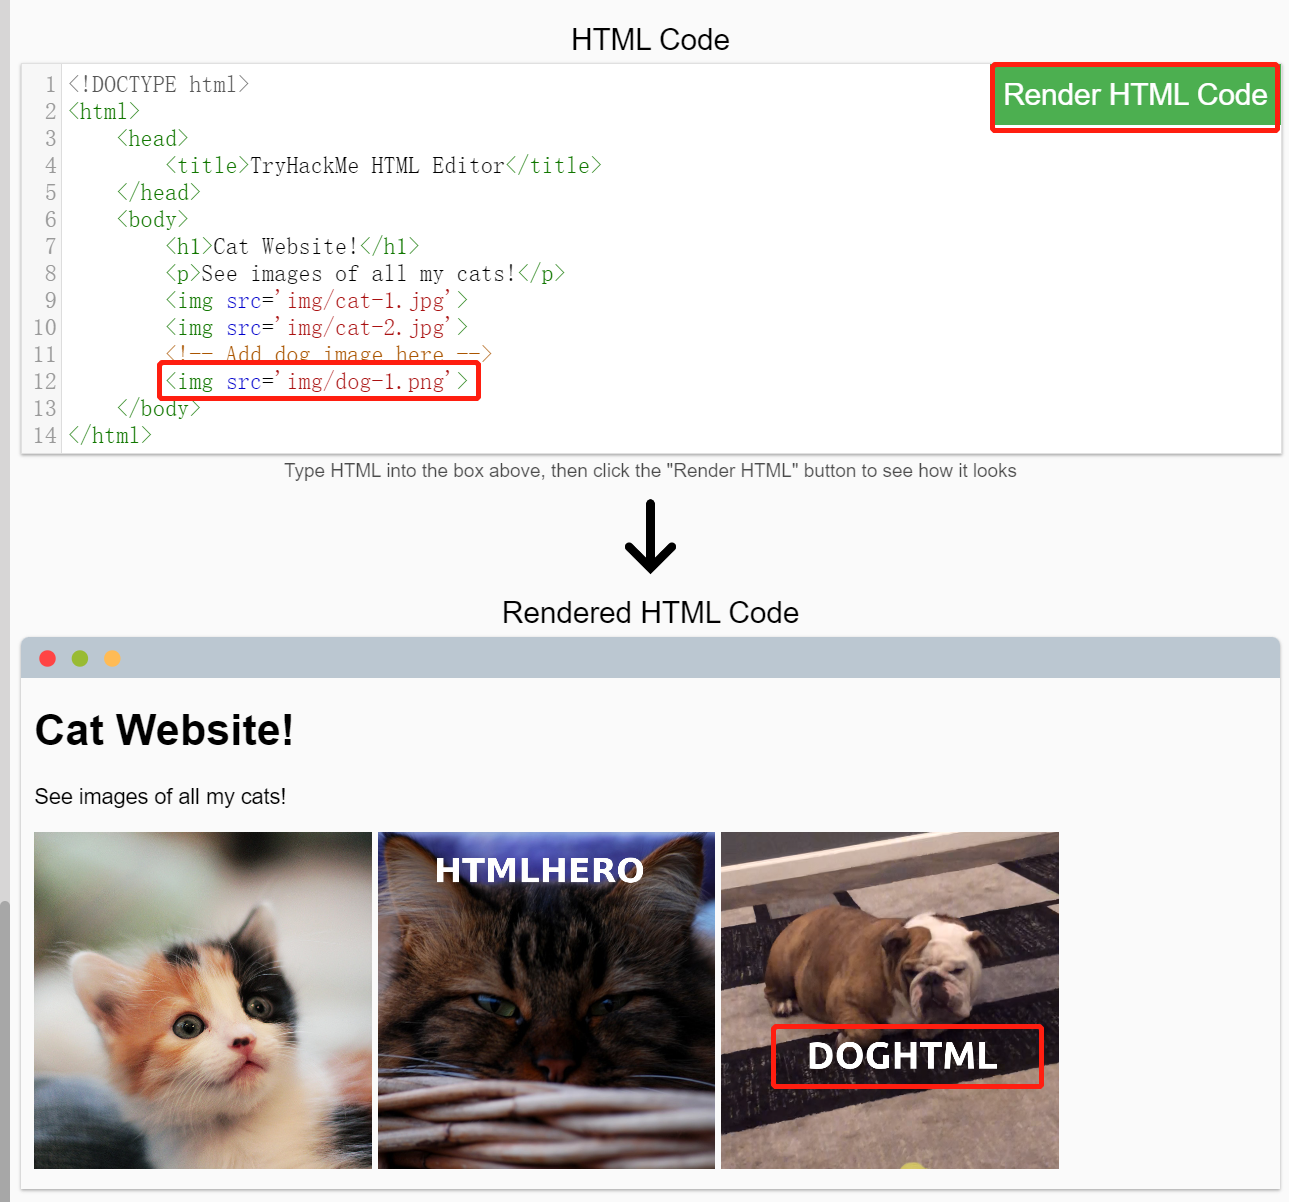 HTML Code
Render HTML Code
1 <!DOCTYPE html>
2 <html>
3     <head>
4         <title>TryHackMe HTML Editor</title>
5     </head>
6     <body>
7         <h1>Cat Website!</h1>
8         <p>See images of all my cats!</p>
9         <img src='img/cat-1.jpg'>
10         <img src='img/cat-2.jpg'>
11         <!-- Add dog image here -->
12         <img src='img/dog-1.png'>
13     </body>
14 </html>
Type HTML into the box above, then click the "Render HTML" button to see how it looks
Rendered HTML Code
Cat Website!
See images of all my cats!
HTMLHERO
DOGHTML